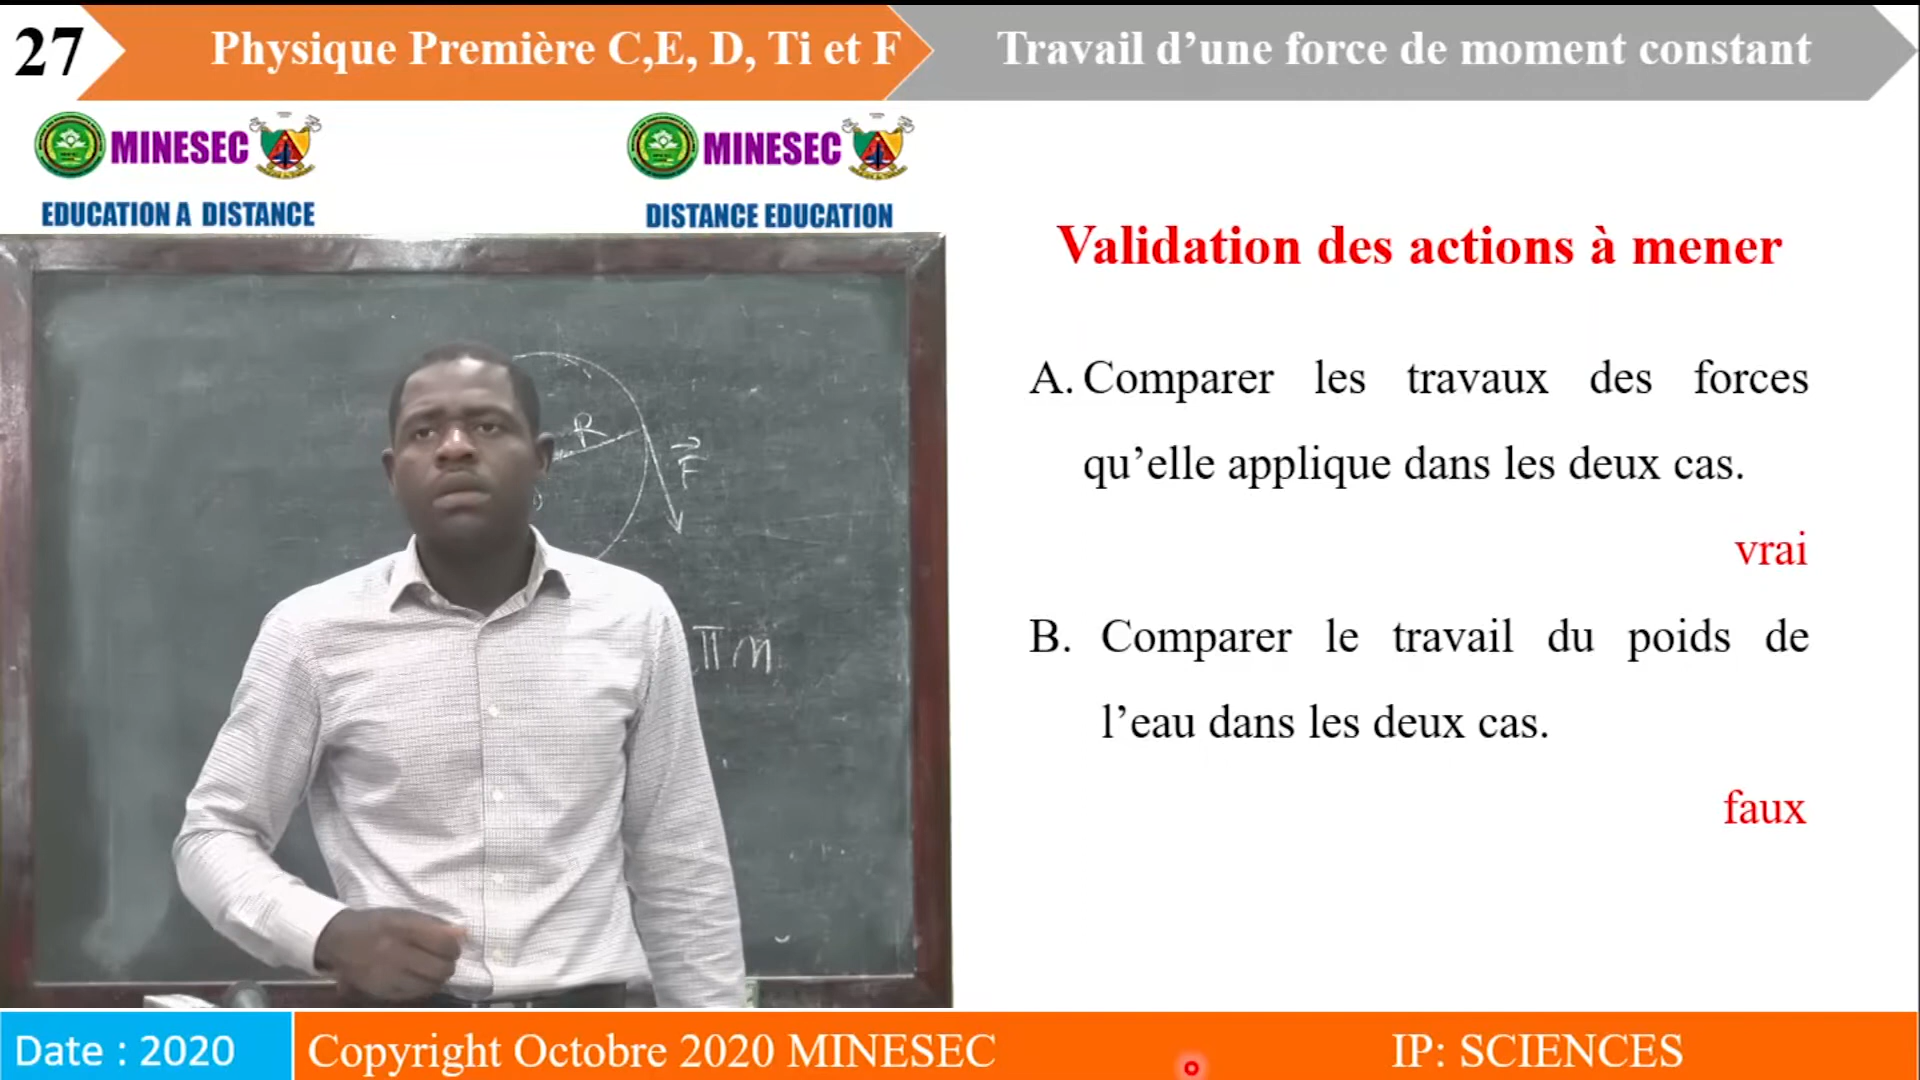 27
Physique Première C,E, D, Ti et F
Travail d’une force de moment constant
MINESEC
EDUCATION A DISTANCE
MINESEC
DISTANCE EDUCATION
Validation des actions à mener
A. Comparer les travaux des forces
qu’elle applique dans les deux cas.
vrai
B. Comparer le travail du poids de
l’eau dans les deux cas.
faux
R
F
π m
Date : 2020
Copyright Octobre 2020 MINESEC
IP: SCIENCES